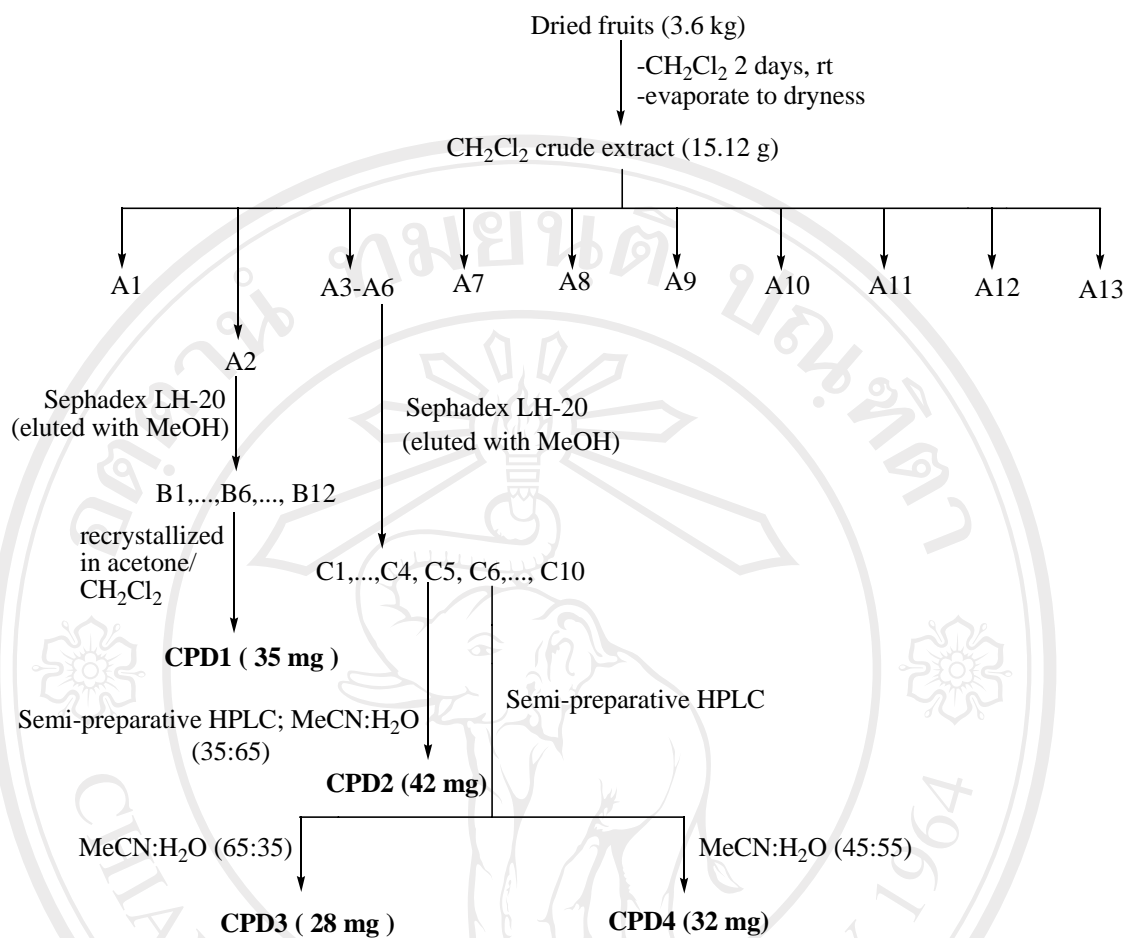 Dried fruits (3.6 kg)
-CH₂Cl₂ 2 days, rt
-evaporate to dryness
CH₂Cl₂ crude extract (15.12 g)
A1
A3-A6
A7
A8
A9
A10
A11
A12
A13
A2
Sephadex LH-20
(eluted with MeOH)
Sephadex LH-20
(eluted with MeOH)
B1,...,B6,..., B12
recrystallized
in acetone/
CH₂Cl₂
C1,...,C4, C5, C6,..., C10
CPD1 ( 35 mg )
Semi-preparative HPLC; MeCN:H₂O
(35:65)
Semi-preparative HPLC
CPD2 (42 mg)
MeCN:H₂O (65:35)
MeCN:H₂O (45:55)
CPD3 ( 28 mg )
CPD4 (32 mg)
1964